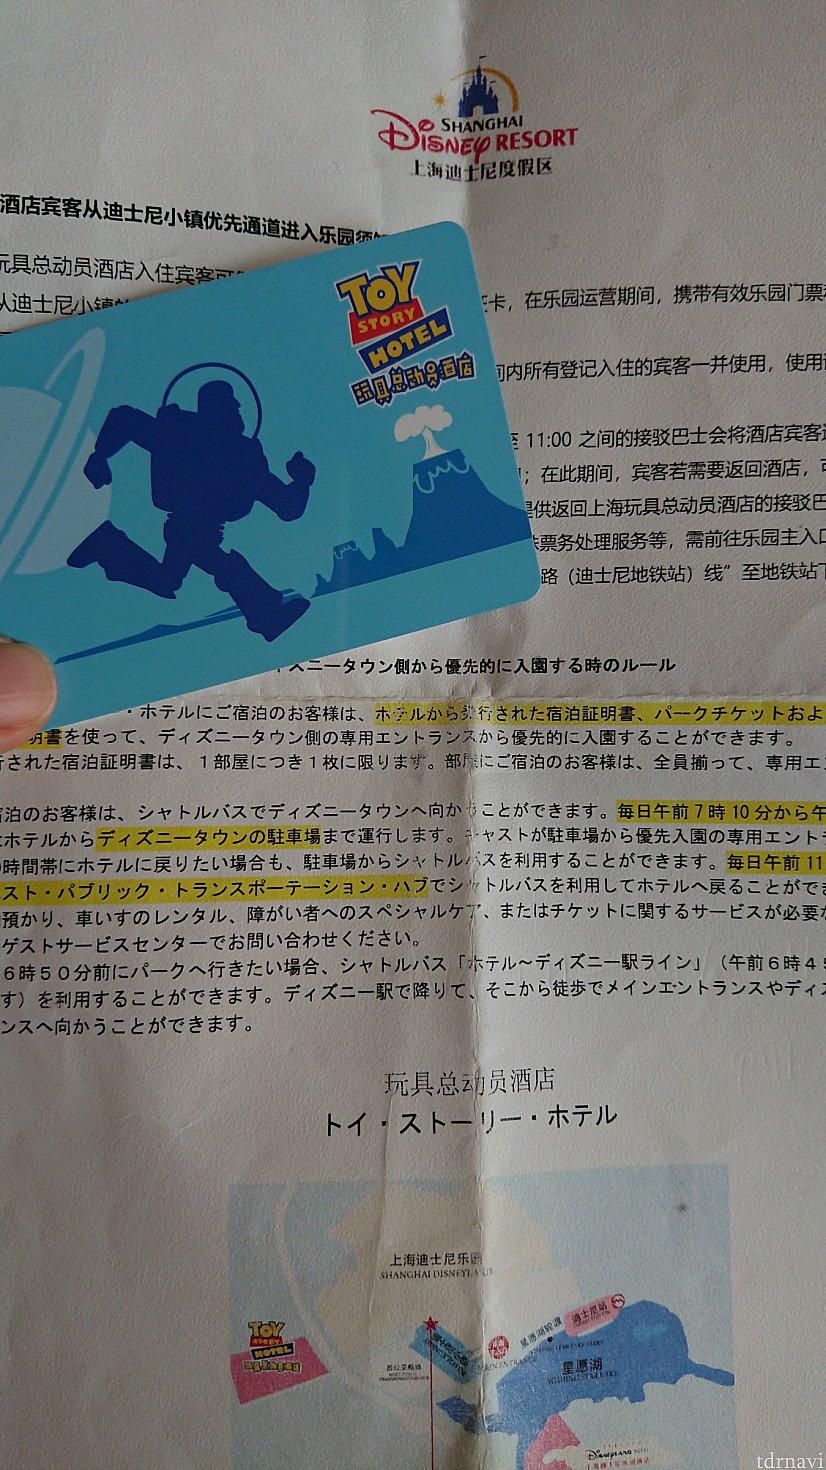 SHANGHAI
DISNEY RESORT
上海迪士尼度假区
酒店宾客从迪士尼小镇优先通道进入乐园须知
玩具总动员酒店入住宾客可
从迪士尼小镇的
卡，在乐园运营期间，携带有效乐园门票
TOY
STORY
HOTEL
玩具总动员酒店
内所有登记入住的宾客一并使用，使用
至 11:00 之间的接驳巴士会将酒店宾客
；在此期间，宾客若需要返回酒店，
提供返回上海玩具总动员酒店的接驳巴
票务处理服务等，需前往乐园主入口
路（迪士尼地铁站）线”至地铁站下
ィズニータウン側から優先的に入園する時のルール
・ホテルにご宿泊のお客様は、ホテルから発行された宿泊証明書、パークチケットおよ
明書を使って、ディズニータウン側の専用エントランスから優先的に入園することができます。
行された宿泊証明書は、１部屋につき１枚に限ります。部屋にご宿泊のお客様は、全員揃って、専用エン
宿泊のお客様は、シャトルバスでディズニータウンへ向かうことができます。毎日午前７時１０分から午
はホテルからディズニータウンの駐車場まで運行します。キャストが駐車場から優先入園の専用エントラ
の時間帯にホテルに戻りたい場合も、駐車場からシャトルバスを利用することができます。毎日午前１１
スト・パブリック・トランスポーテーション・ハブでシャトルバスを利用してホテルへ戻ることができ
預かり、車いすのレンタル、障がい者へのスペシャルケア、またはチケットに関するサービスが必要な
ゲストサービスセンターでお問い合わせください。
６時５０分前にパークへ行きたい場合、シャトルバス「ホテル～ディズニー駅ライン」（午前６時４５
す）を利用することができます。ディズニー駅で降りて、そこから徒歩でメインエントランスやディズ
ンスへ向かうことができます。
玩具总动员酒店
トイ・ストーリー・ホテル
上海迪士尼乐园
SHANGHAI DISNEYLAND
TOY
STORY
HOTEL
玩具总动员酒店
西公交枢纽
星愿湖
WISHING STAR LAKE
迪士尼站
DISNEYLAND HOTEL
tdrnavi